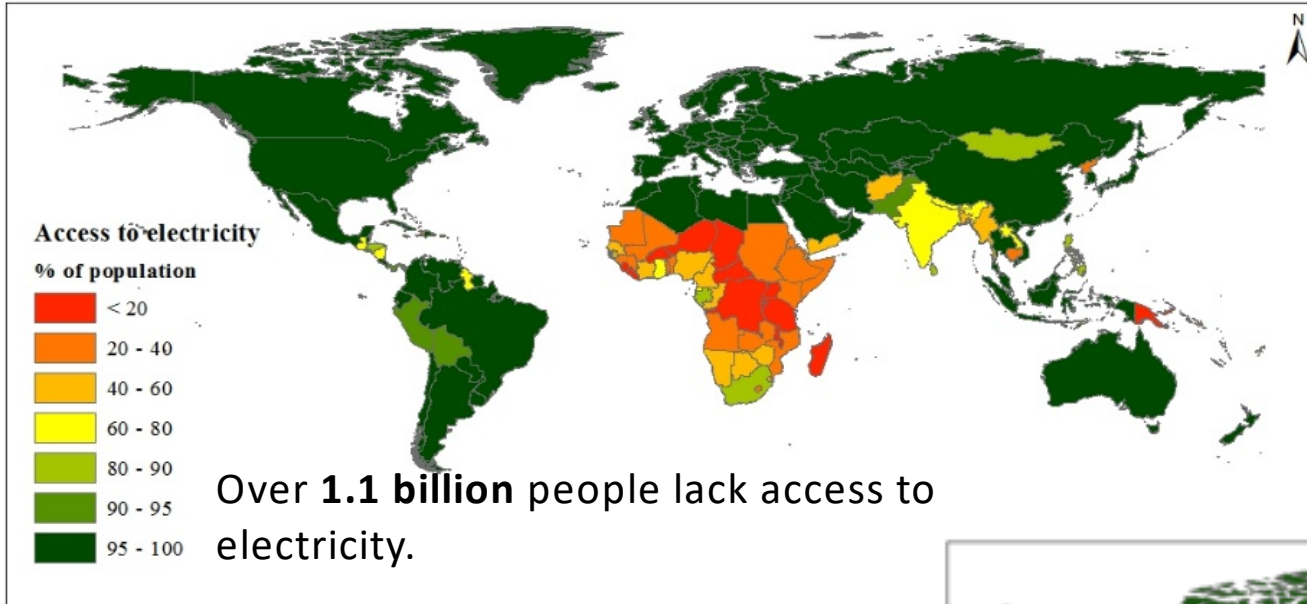 N
Access to electricity
% of population
< 20
20 - 40
40 - 60
60 - 80
80 - 90
90 - 95
95 - 100
Over 1.1 billion people lack access to
electricity.